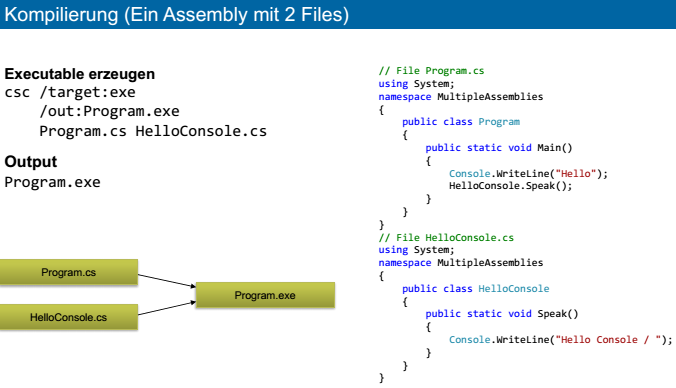 Kompilierung (Ein Assembly mit 2 Files)
Executable erzeugen
csc /target:exe
/out:Program.exe
Program.cs HelloConsole.cs
Output
Program.exe
Program.cs
HelloConsole.cs
Program.exe
// File Program.cs
using System;
namespace MultipleAssemblies
{
public class Program
{
public static void Main()
{
Console.WriteLine("Hello");
HelloConsole.Speak();
}
}
}
// File HelloConsole.cs
using System;
namespace MultipleAssemblies
{
public class HelloConsole
{
public static void Speak()
{
Console.WriteLine("Hello Console / ");
}
}
}